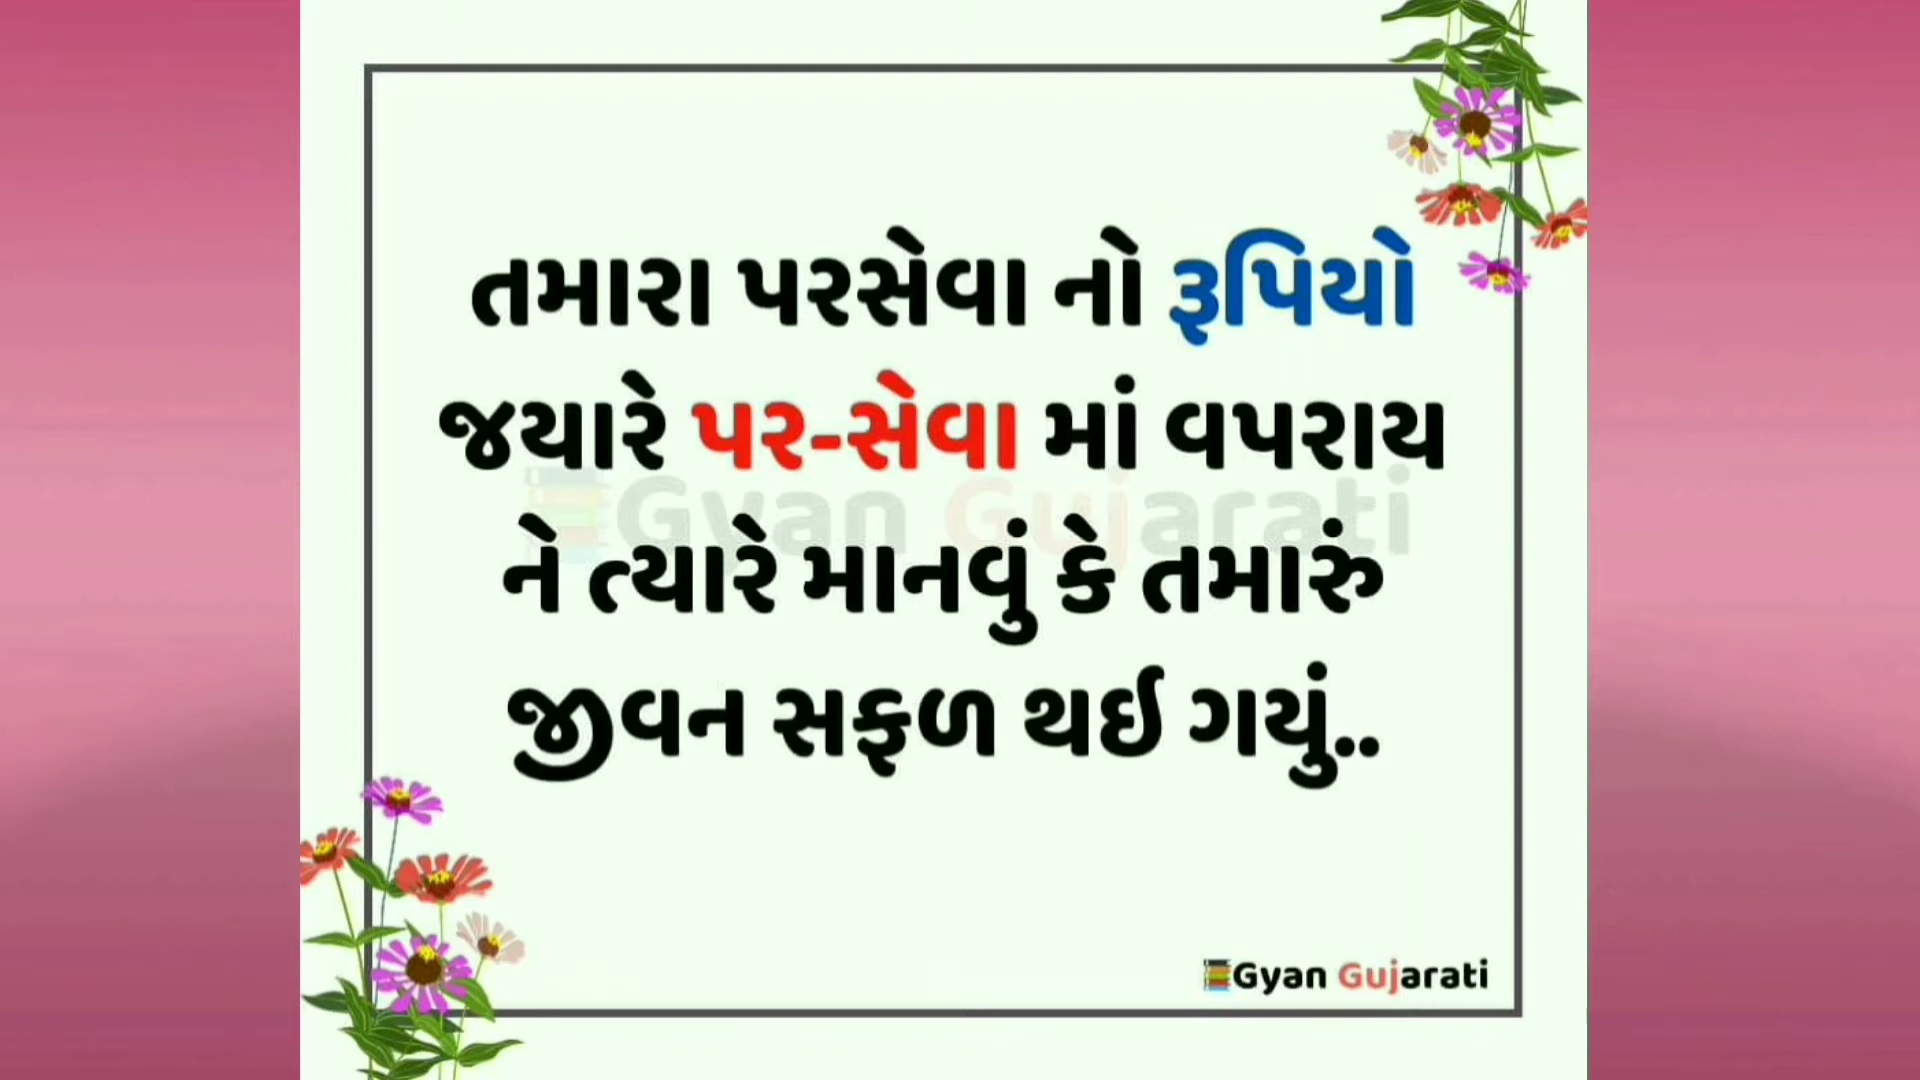 તમારા પરસેવા નો રૂપિયો
જયારે પર-સેવા માં વપરાય
ને ત્યારે માનવું કે તમારું
જીવન સફળ થઈ ગયું..
Gyan Gujarati
Gyan Gujarati